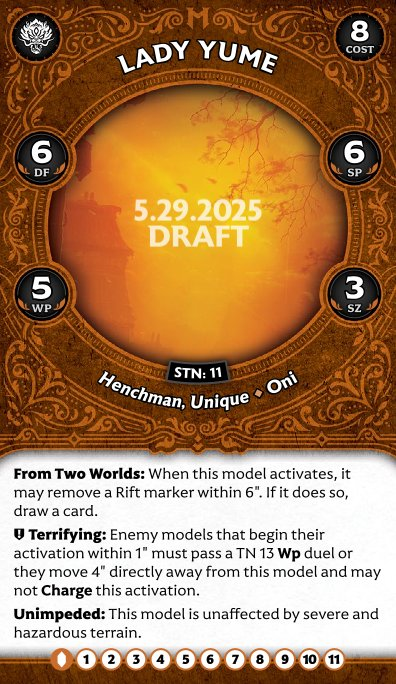 LADY YUME
8
COST
6
DF
6
SP
5.29.2025
DRAFT
5
WP
3
SZ
STN: 11
Henchman, Unique ♦ Oni
From Two Worlds: When this model activates, it
may remove a Rift marker within 6". If it does so,
draw a card.
Terrifying: Enemy models that begin their
activation within 1" must pass a TN 13 Wp duel or
they move 4" directly away from this model and may
not Charge this activation.
Unimpeded: This model is unaffected by severe and
hazardous terrain.
1 2 3 4 5 6 7 8 9 10 11